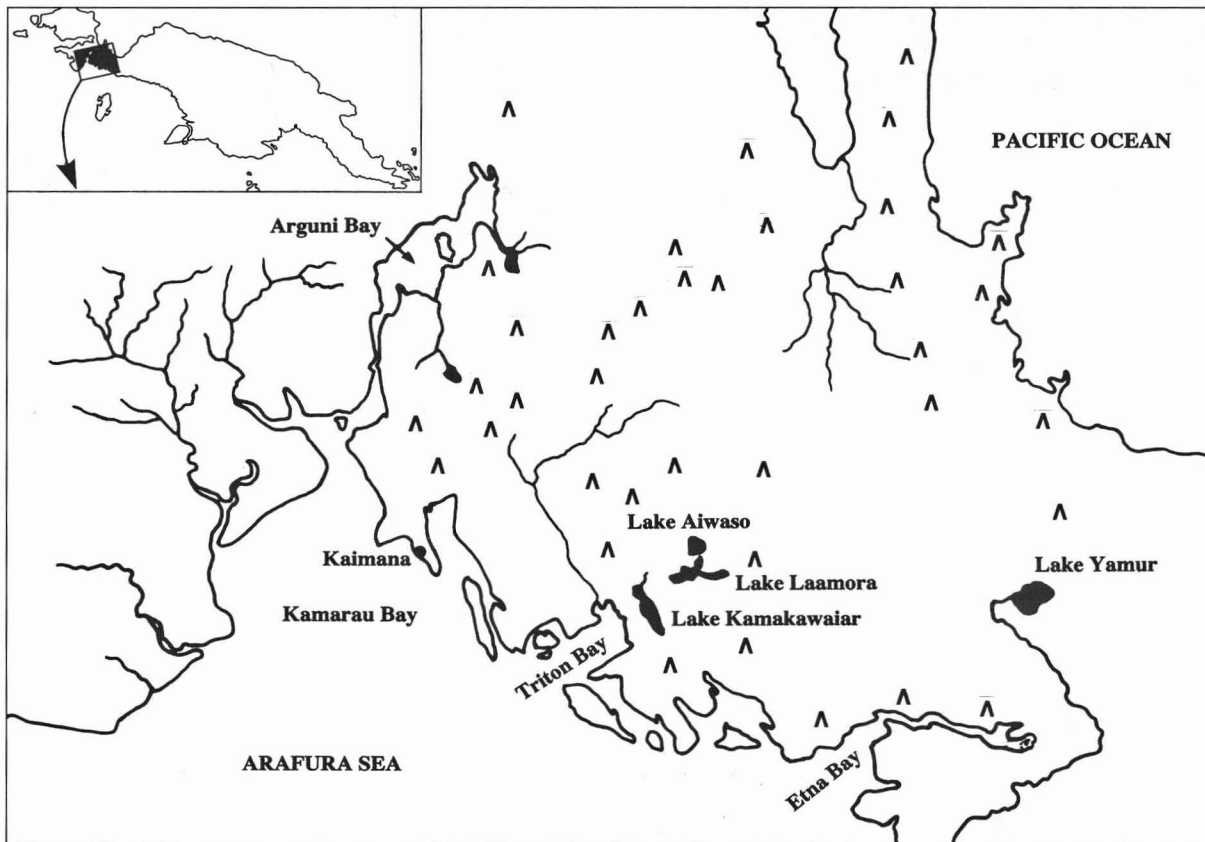 PACIFIC OCEAN
Arguni Bay
Lake Aiwaso
Kaimana
Lake Yamur
Lake Laamora
Kamarau Bay
Lake Kamakawaiar
Triton Bay
ARAFURA SEA
Etna Bay